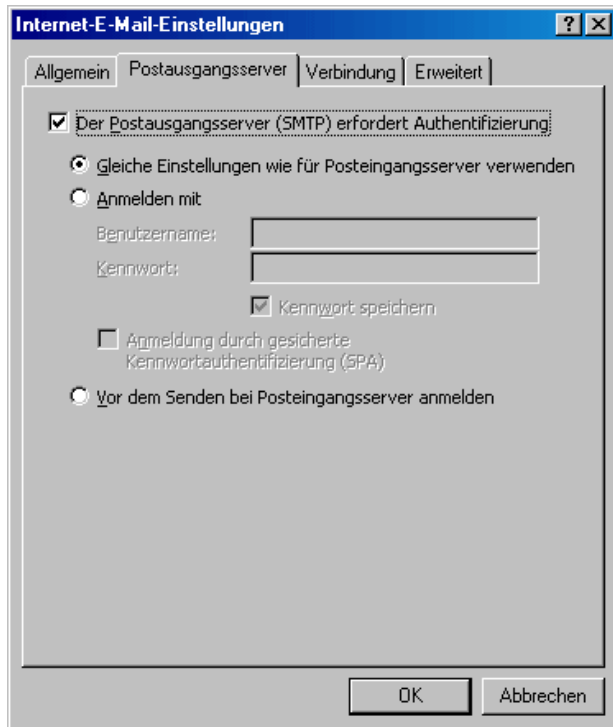 Internet-E-Mail-Einstellungen
Allgemein Postausgangsserver Verbindung Erweitert
Der Postausgangsserver (SMTP) erfordert Authentifizierung
Gleiche Einstellungen wie für Posteingangsserver verwenden
Anmelden mit
Benutzername:
Kennwort:
Kennwort speichern
Anmeldung durch gesicherte
Kennwortauthentifizierung (SPA)
Vor dem Senden bei Posteingangsserver anmelden
OK Abbrechen